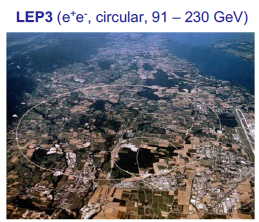 LEP3 (e⁺e⁻, circular, 91 – 230 GeV)